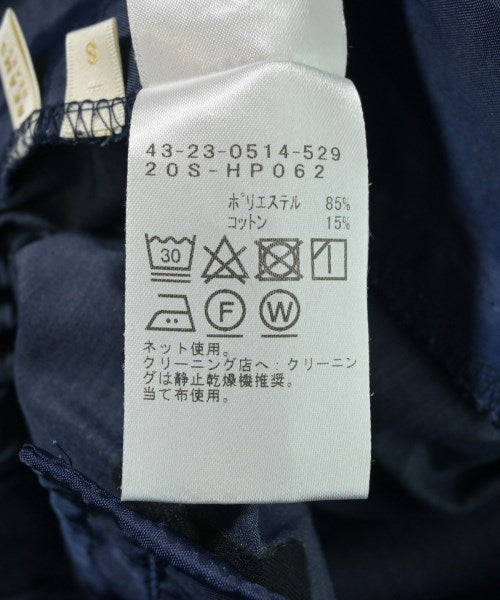 S
43-23-0514-529
20S-HP062
ポリエステル 85%
コットン 15%
30
F
W
ネット使用。
クリーニング店へ：クリーニン
グは静止乾燥機推奨。
当て布使用。